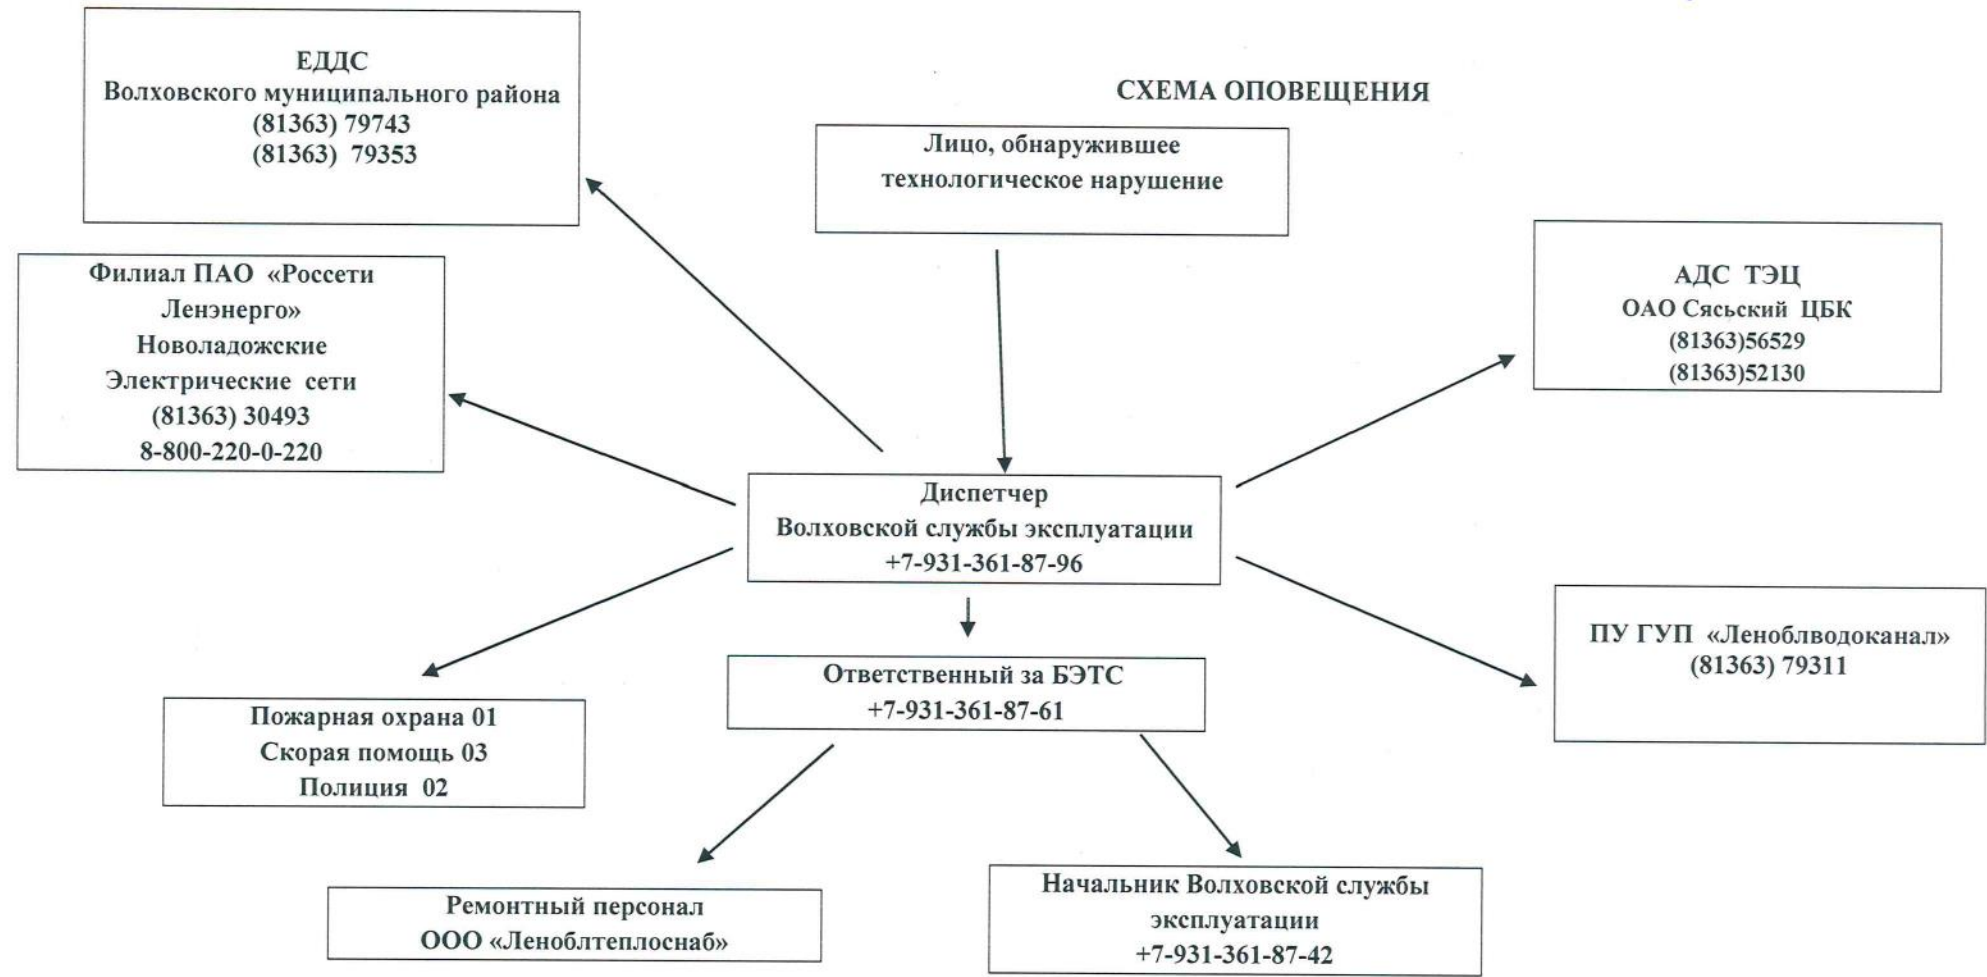 СХЕМА ОПОВЕЩЕНИЯ
ЕДДС
Волховского муниципального района
(81363) 79743
(81363) 79353
Лицо, обнаружившее
технологическое нарушение
Филиал ПАО «Россети
Ленэнерго»
Новоладожские
Электрические сети
(81363) 30493
8-800-220-0-220
АДС ТЭЦ
ОАО Сясьский ЦБК
(81363)56529
(81363)52130
Диспетчер
Волховской службы эксплуатации
+7-931-361-87-96
ПУ ГУП «Леноблводоканал»
(81363) 79311
Ответственный за БЭТС
+7-931-361-87-61
Пожарная охрана 01
Скорая помощь 03
Полиция 02
Ремонтный персонал
ООО «Леноблтеплоснаб»
Начальник Волховской службы
эксплуатации
+7-931-361-87-42